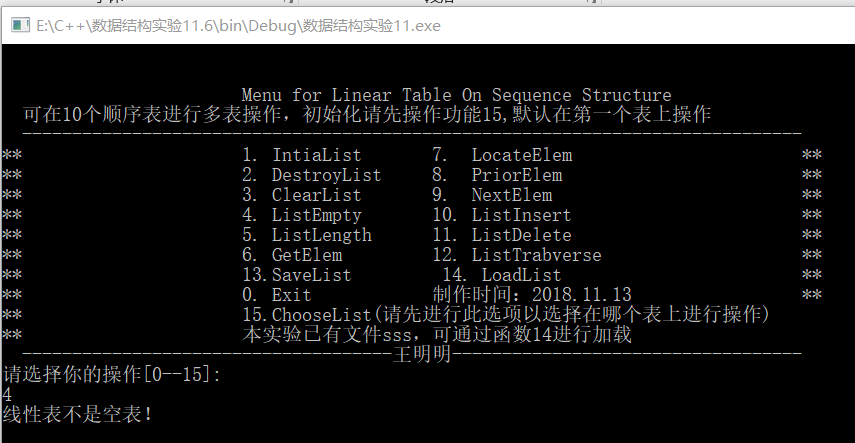 E:\C++\数据结构实验11.6\bin\Debug\数据结构实验11.exe
Menu for Linear Table On Sequence Structure
可在10个顺序表进行多表操作，初始化请先操作功能15,默认在第一个表上操作
--------------------------------------------------------------------------------
** 1. IntiaList 7. LocateElem **
** 2. DestroyList 8. PriorElem **
** 3. ClearList 9. NextElem **
** 4. ListEmpty 10. ListInsert **
** 5. ListLength 11. ListDelete **
** 6. GetElem 12. ListTrabverse **
** 13.SaveList 14. LoadList **
** 0. Exit 制作时间：2018.11.13 **
** 15.ChooseList(请先进行此选项以选择在哪个表上进行操作)
** 本实验已有文件sss，可通过函数14进行加载
-------------------------------------王明明-----------------------------------
请选择你的操作[0--15]:
4
线性表不是空表！